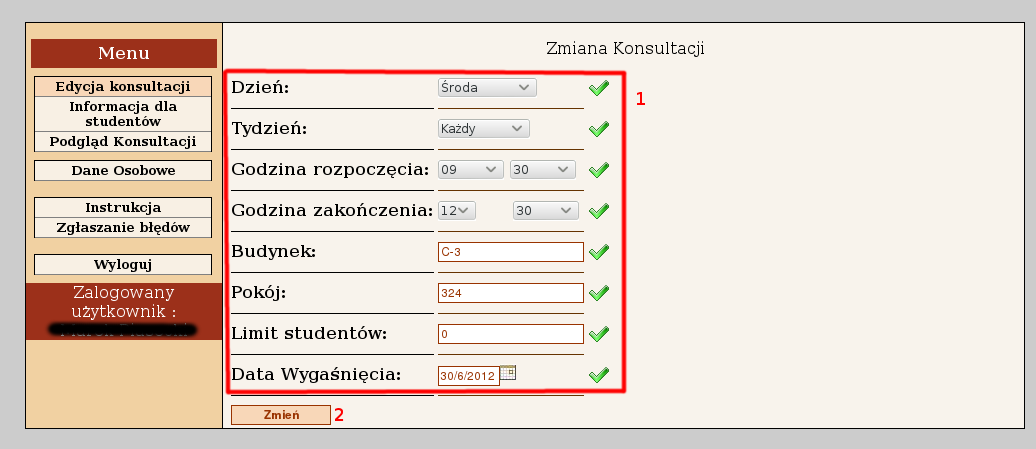 Menu
Edycja konsultacji
Informacja dla
studentów
Podgląd Konsultacji
Dane Osobowe
Instrukcja
Zgłaszanie błędów
Wyloguj
Zalogowany
użytkownik :
Zmiana Konsultacji
Dzień: Środa
1
Tydzień: Każdy
Godzina rozpoczęcia: 09 30
Godzina zakończenia: 12 30
Budynek: C-3
Pokój: 324
Limit studentów: 0
Data Wygaśnięcia: 30/6/2012
Zmień 2